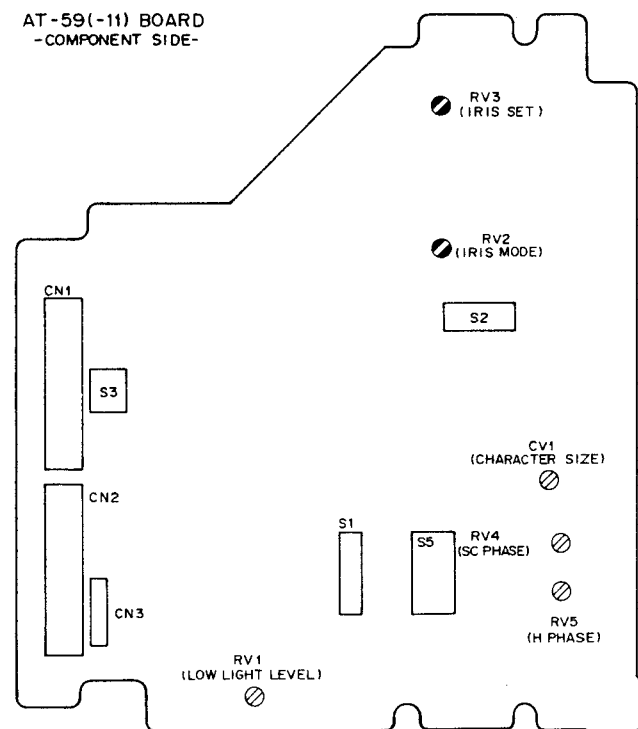 AT-59(-11) BOARD
-COMPONENT SIDE-
RV3
(IRIS SET)
RV2
(IRIS MODE)
CN1
S2
S3
CV1
(CHARACTER SIZE)
CN2
S1
S5
RV4
(SC PHASE)
CN3
RV5
(H PHASE)
RV1
(LOW LIGHT LEVEL)